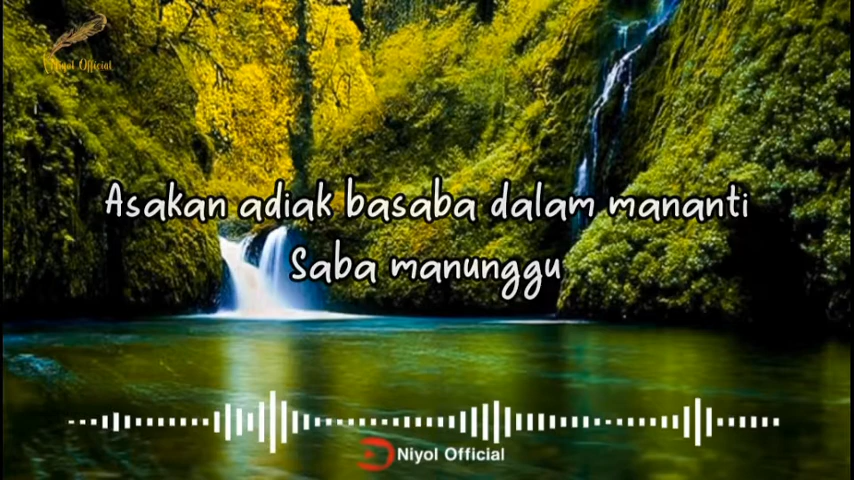 Niyol Official
Asakan adiak basaba dalam mananti
Saba manunggu
Niyol Official